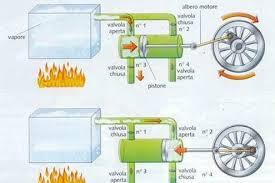 albero motore
valvola
chiusa
valvola
aperta
n° 1
n° 2
vapore
valvola
chiusa
n° 3
n° 4
valvola
aperta
pistone
valvola
aperta
valvola
chiusa
n° 1
n° 2
valvola
aperta
n° 3
n° 4
valvola
chiusa